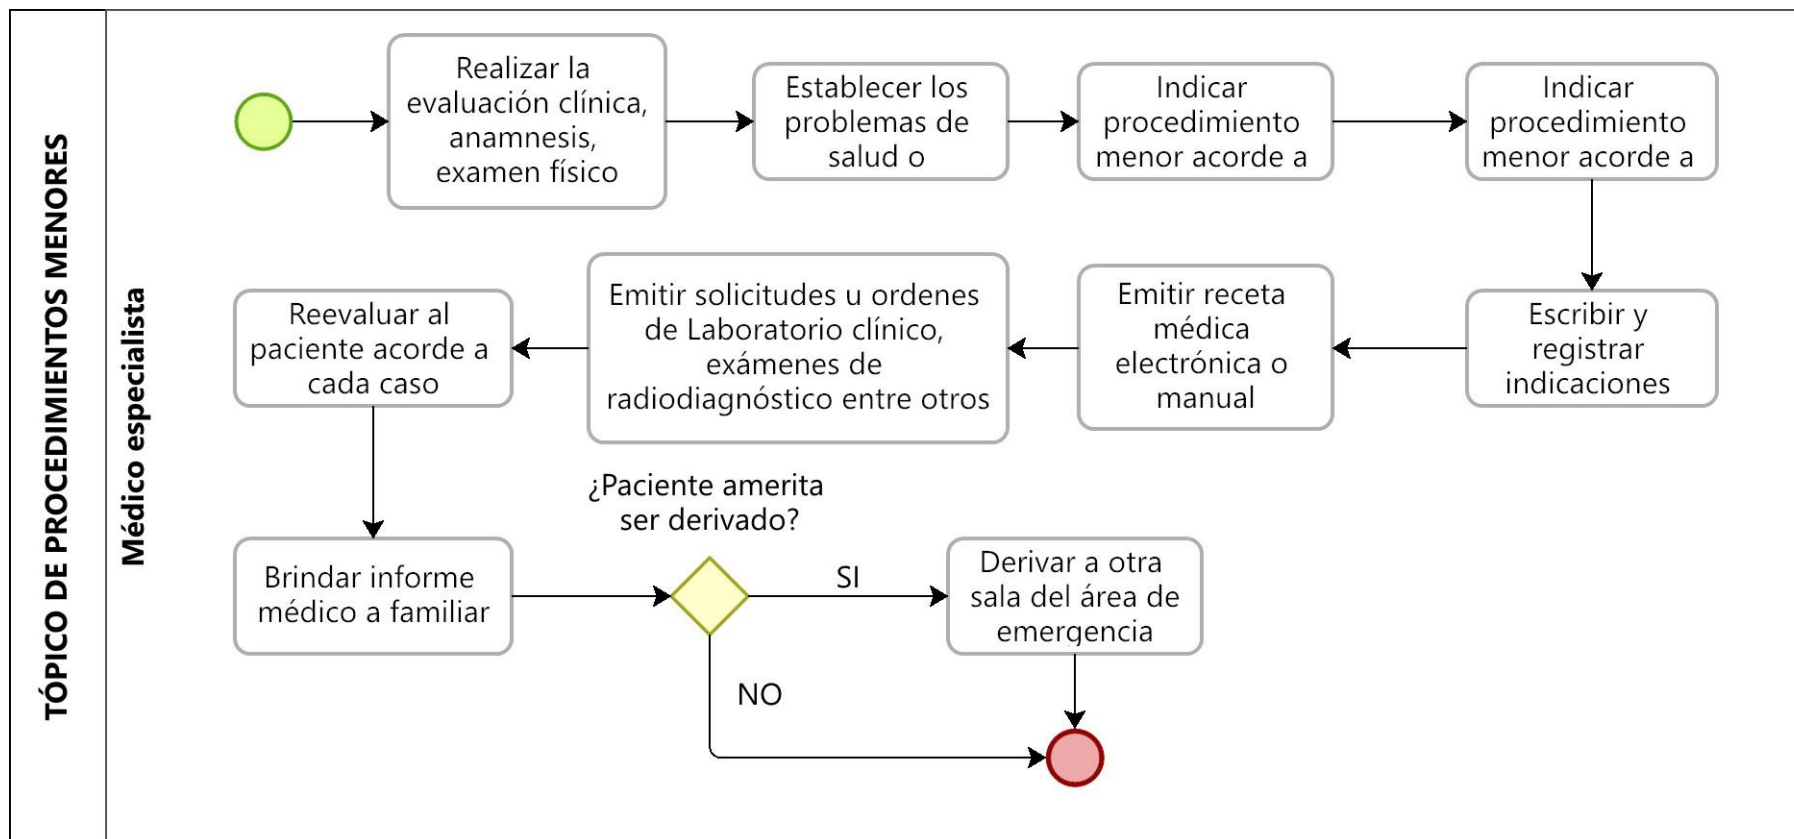 TÓPICO DE PROCEDIMIENTOS MENORES
Médico especialista
Realizar la
evaluación clínica,
anamnesis,
examen físico
Establecer los
problemas de
salud o
Indicar
procedimiento
menor acorde a
Indicar
procedimiento
menor acorde a
Escribir y
registrar
indicaciones
Emitir receta
médica
electrónica o
manual
Emitir solicitudes u ordenes
de Laboratorio clínico,
exámenes de
radiodiagnóstico entre otros
Reevaluar al
paciente acorde a
cada caso
Brindar informe
médico a familiar
¿Paciente amerita
ser derivado?
SI
Derivar a otra
sala del área de
emergencia
NO